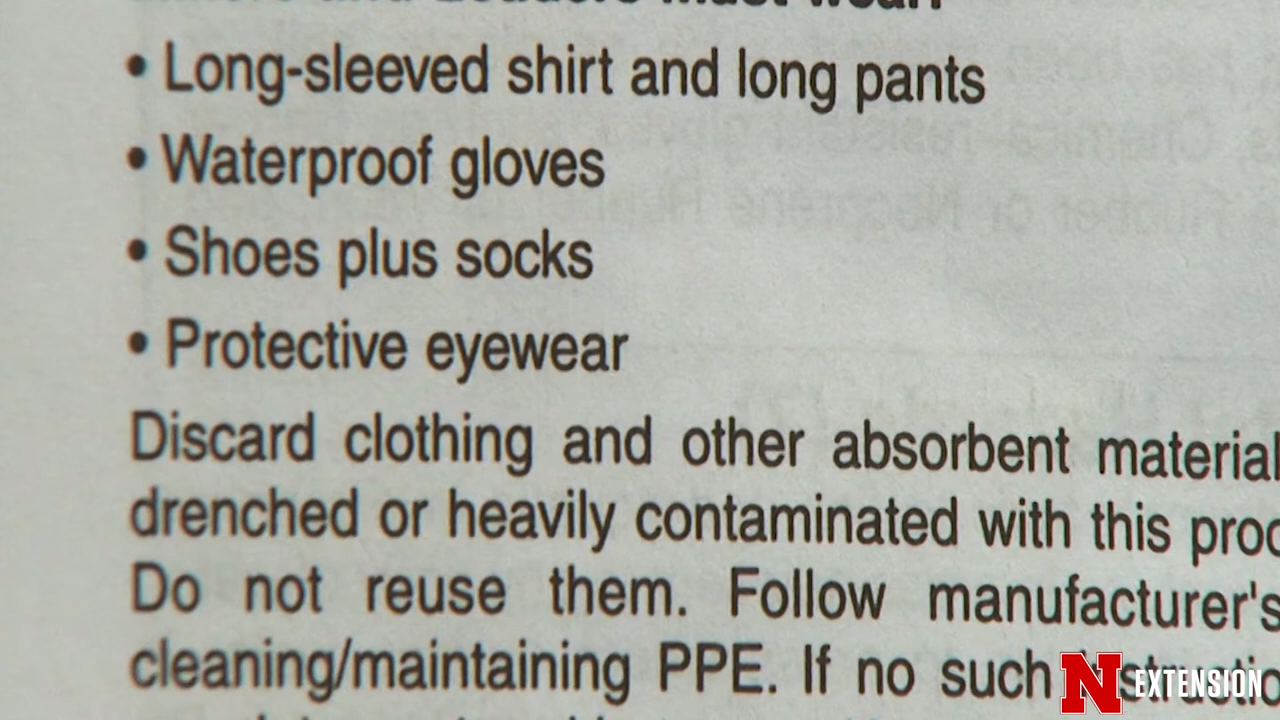 must wear:
• Long-sleeved shirt and long pants
• Waterproof gloves
• Shoes plus socks
• Protective eyewear
Discard clothing and other absorbent material
drenched or heavily contaminated with this
Do not reuse them. Follow manufacturer's
cleaning/maintaining PPE. If no such
N EXTENSION